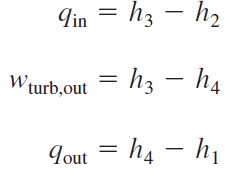 q_in = h_3 − h_2
w_turb,out = h_3 − h_4
q_out = h_4 − h_1